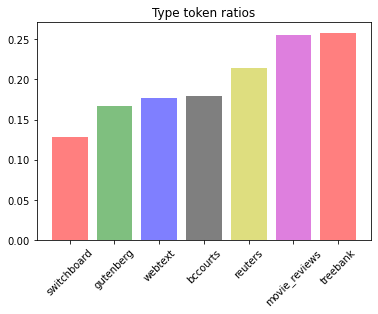 Type token ratios
0.25
0.20
0.15
0.10
0.05
0.00
switchboard
gutenberg
webtext
bccourts
reuters
movie_reviews
treebank